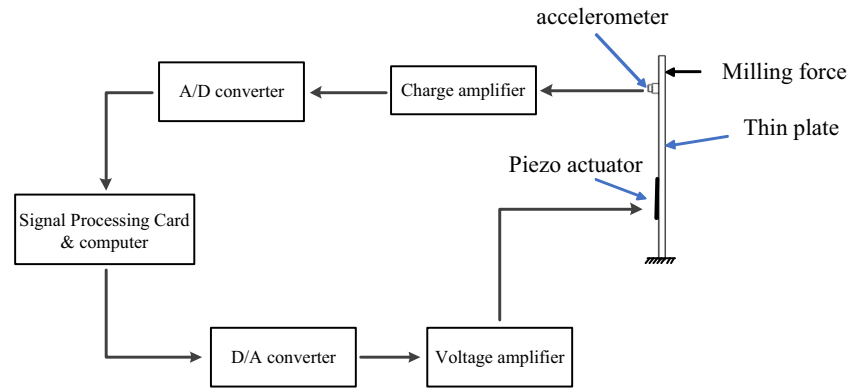 accelerometer
Milling force
A/D converter
Charge amplifier
Thin plate
Piezo actuator
Signal Processing Card
& computer
D/A converter
Voltage amplifier